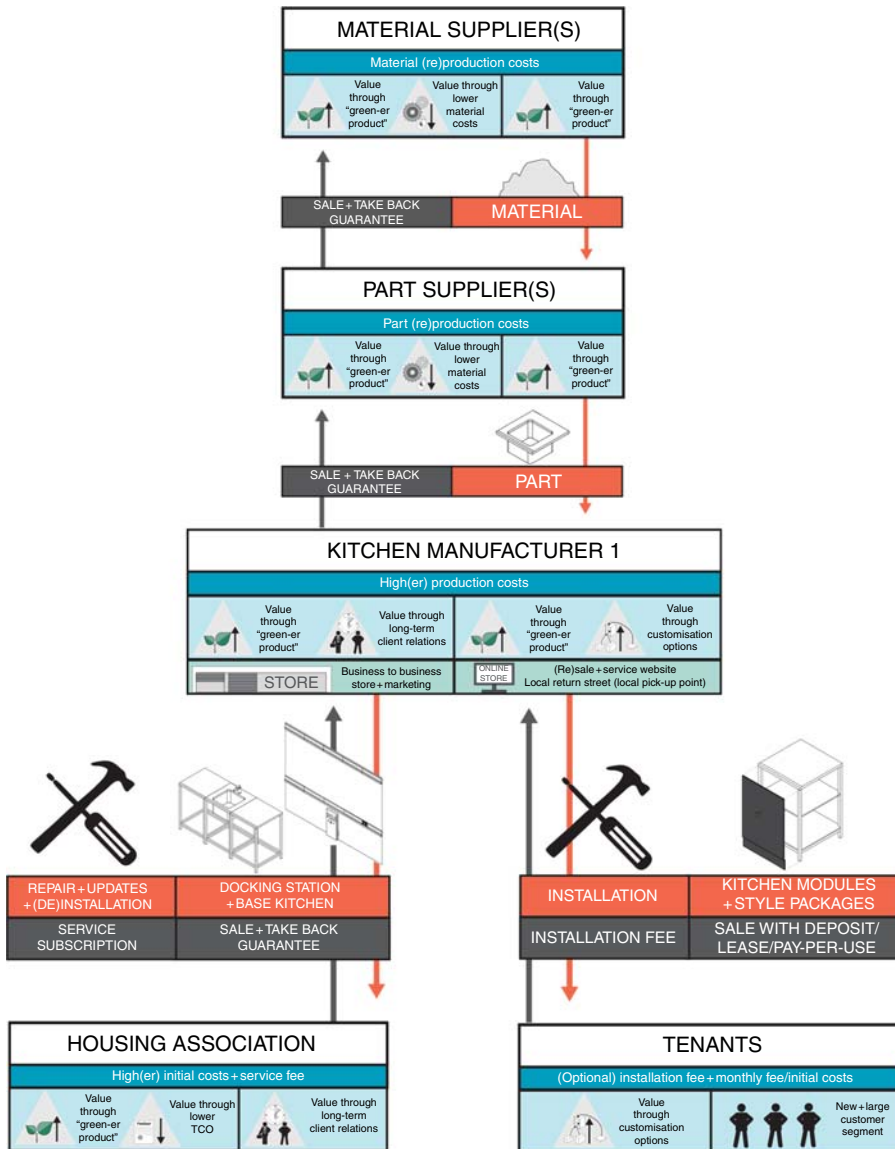 MATERIAL SUPPLIER(S)
Material (re)production costs
Value
through
"green-er
product"
Value through
lower
material
costs
Value
through
"green-er
product"
SALE+TAKE BACK
GUARANTEE
MATERIAL
PART SUPPLIER(S)
Part (re)production costs
Value
through
"green-er
product"
Value through
lower
material
costs
Value
through
"green-er
product"
SALE + TAKE BACK
GUARANTEE
PART
KITCHEN MANUFACTURER 1
High(er) production costs
Value
through
"green-er
product"
Value through
long-term
client relations
Value
through
"green-er
product"
Value
through
customisation
options
STORE
Business to business
store+marketing
ONLINE
STORE
(Re)sale+service website
Local return street (local pick-up point)
REPAIR+UPDATES
+(DE)INSTALLATION
DOCKING STATION
+BASE KITCHEN
SERVICE
SUBSCRIPTION
SALE+TAKE BACK
GUARANTEE
INSTALLATION
KITCHEN MODULES
+STYLE PACKAGES
INSTALLATION FEE
SALE WITH DEPOSIT/
LEASE/PAY-PER-USE
HOUSING ASSOCIATION
High(er) initial costs+service fee
Value
through
"green-er
product"
Value through
lower
TCO
Value through
long-term
client relations
TENANTS
(Optional) installation fee+monthly fee/initial costs
Value
through
customisation
options
New+large
customer
segment